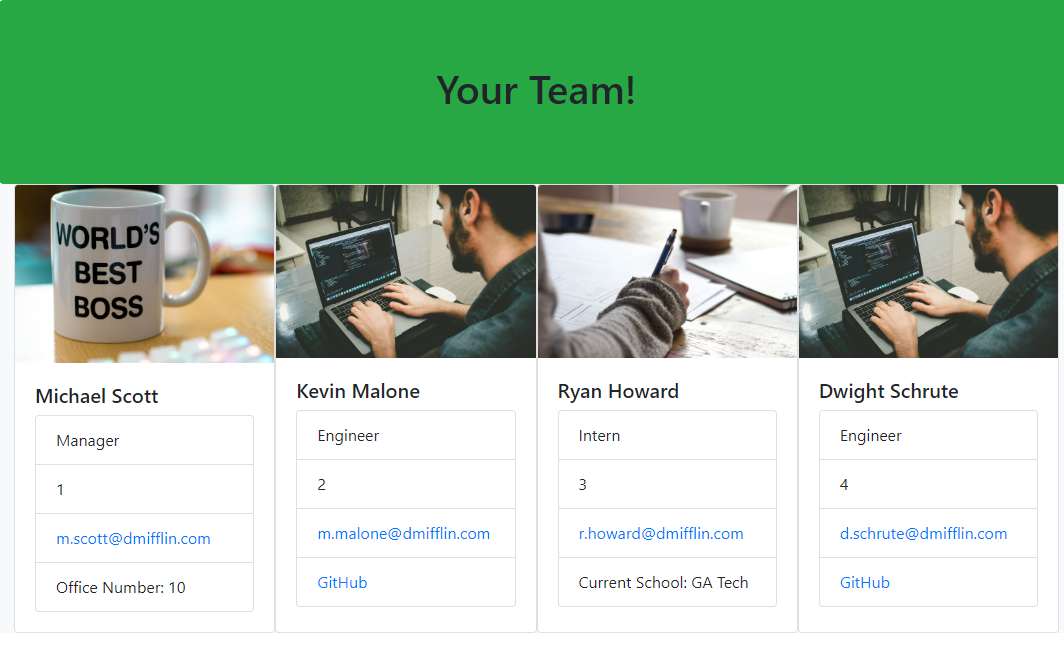 Your Team!
WORLD'S
BEST
BOSS
Michael Scott
Manager
1
m.scott@dmifflin.com
Office Number: 10
Kevin Malone
Engineer
2
m.malone@dmifflin.com
GitHub
Ryan Howard
Intern
3
r.howard@dmifflin.com
Current School: GA Tech
Dwight Schrute
Engineer
4
d.schrute@dmifflin.com
GitHub